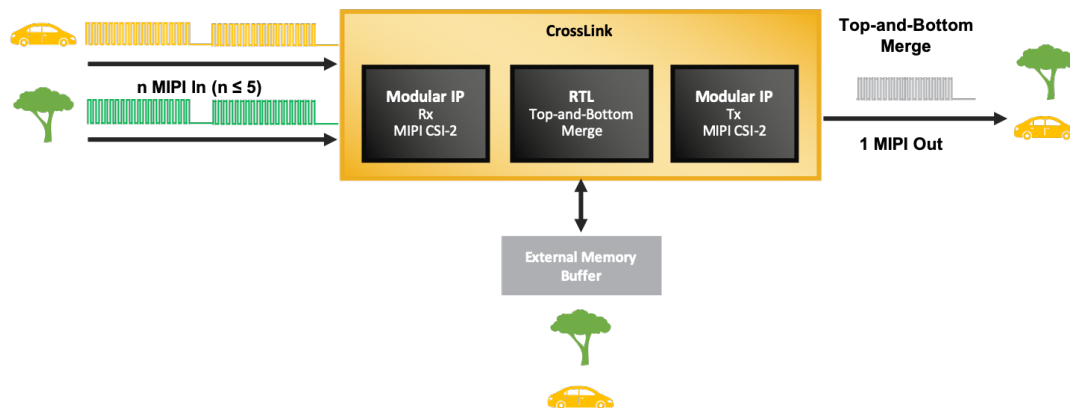 CrossLink
n MIPI In (n ≤ 5)
Modular IP
Rx
MIPI CSI-2
RTL
Top-and-Bottom
Merge
Modular IP
Tx
MIPI CSI-2
Top-and-Bottom
Merge
1 MIPI Out
External Memory
Buffer